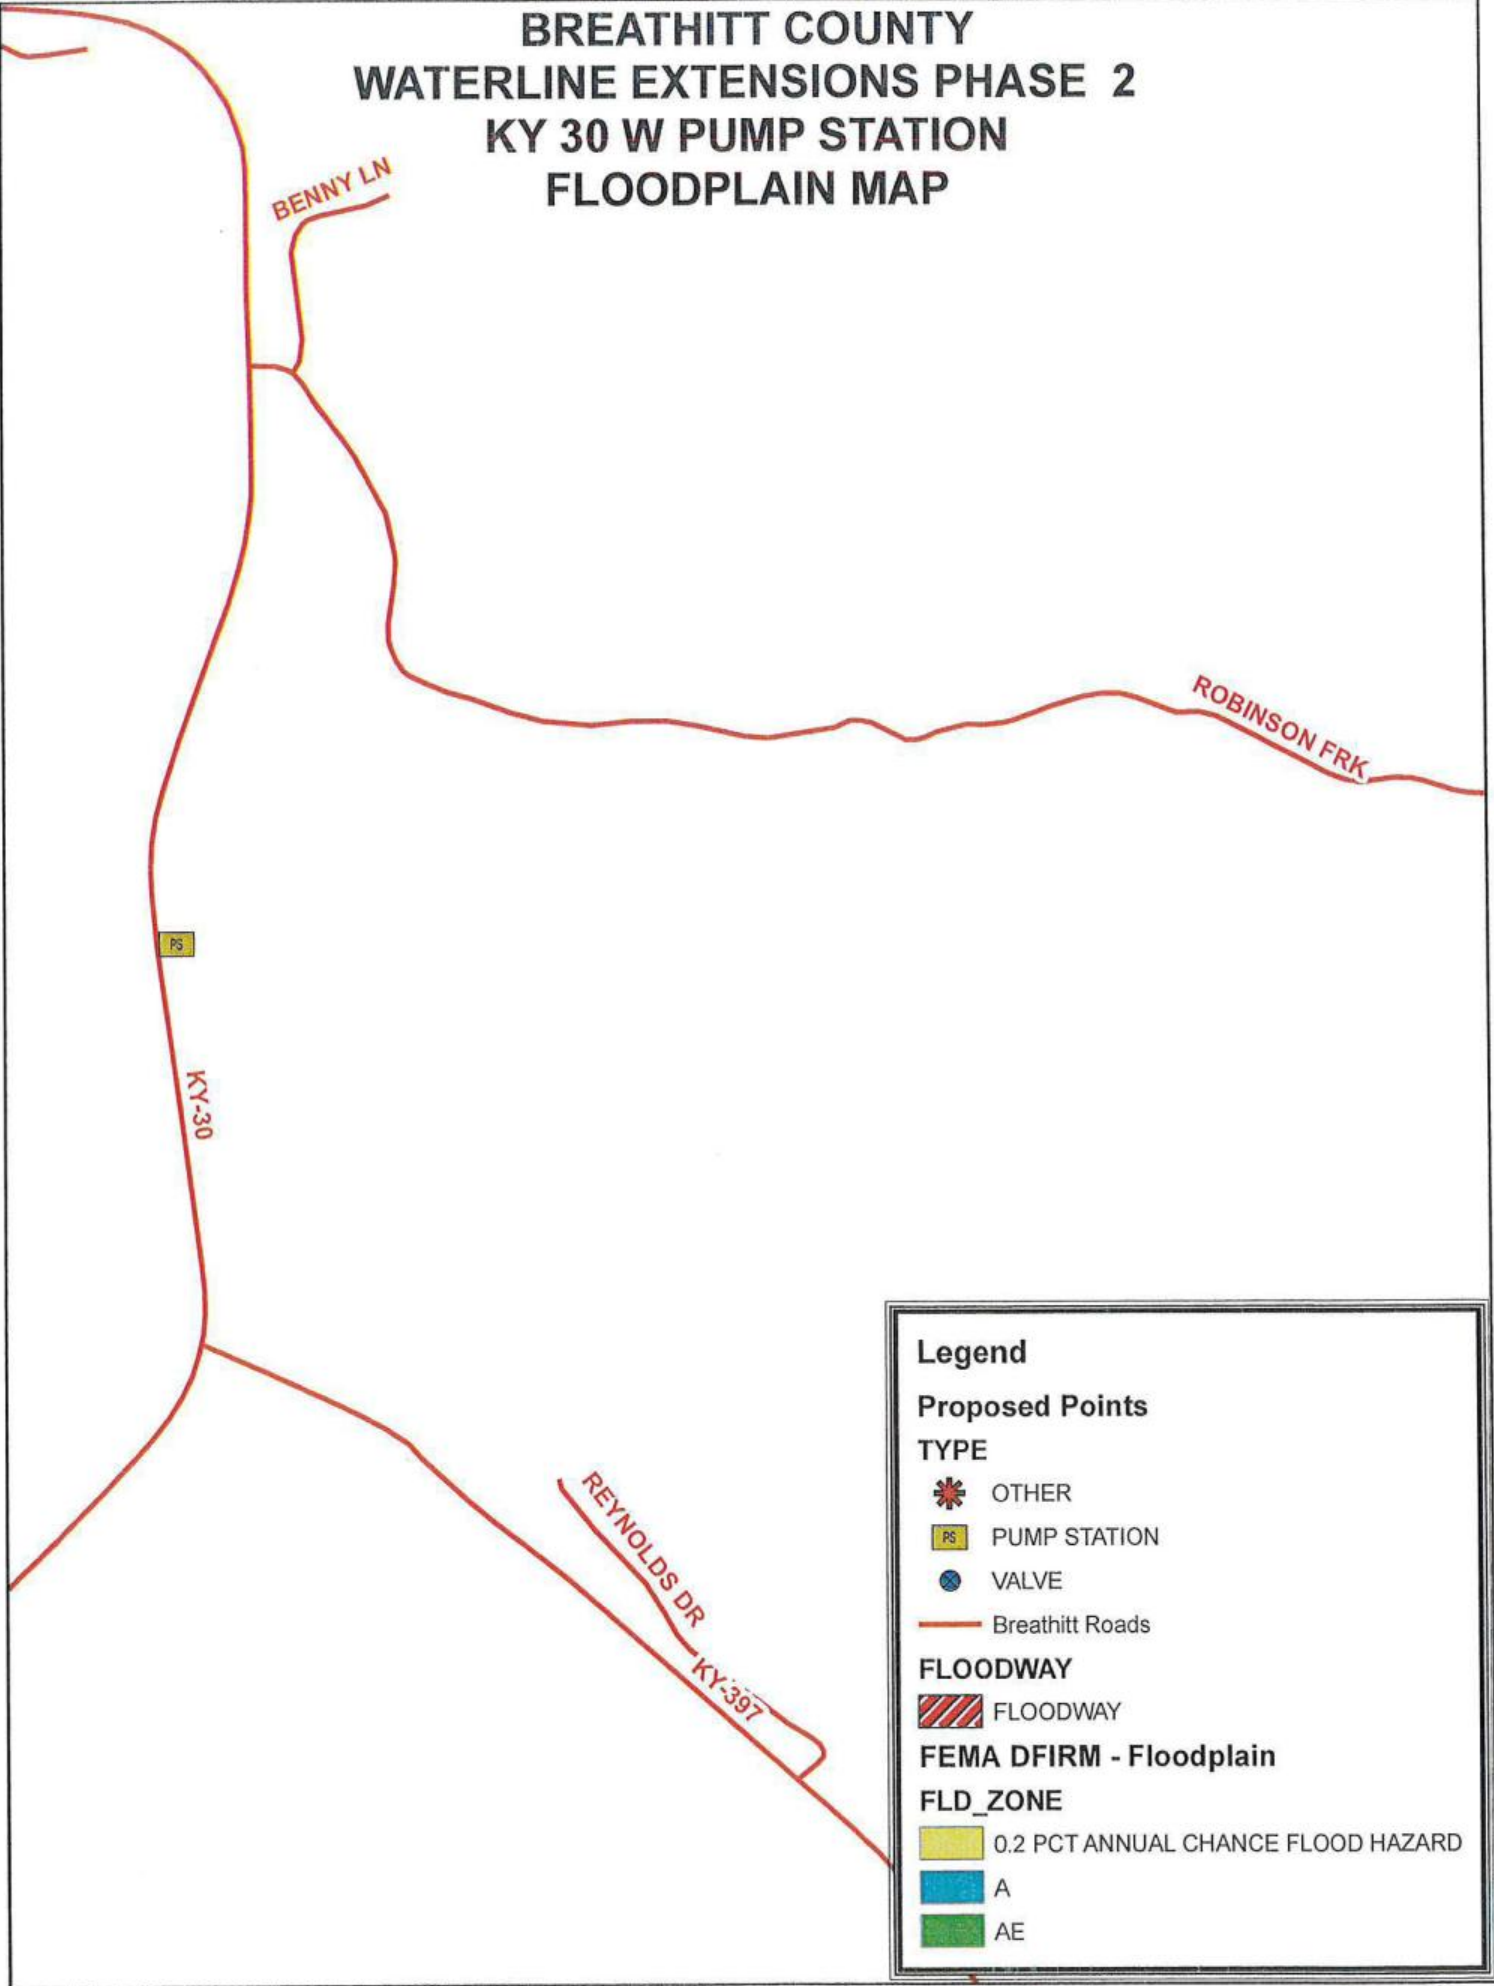 BREATHITT COUNTY
WATERLINE EXTENSIONS PHASE 2
KY 30 W PUMP STATION
FLOODPLAIN MAP
BENNY LN
ROBINSON FRK
PS
KY-30
REYNOLDS DR
KY-397
Legend
Proposed Points
TYPE
OTHER
PS PUMP STATION
VALVE
Breathitt Roads
FLOODWAY
FLOODWAY
FEMA DFIRM - Floodplain
FLD_ZONE
0.2 PCT ANNUAL CHANCE FLOOD HAZARD
A
AE